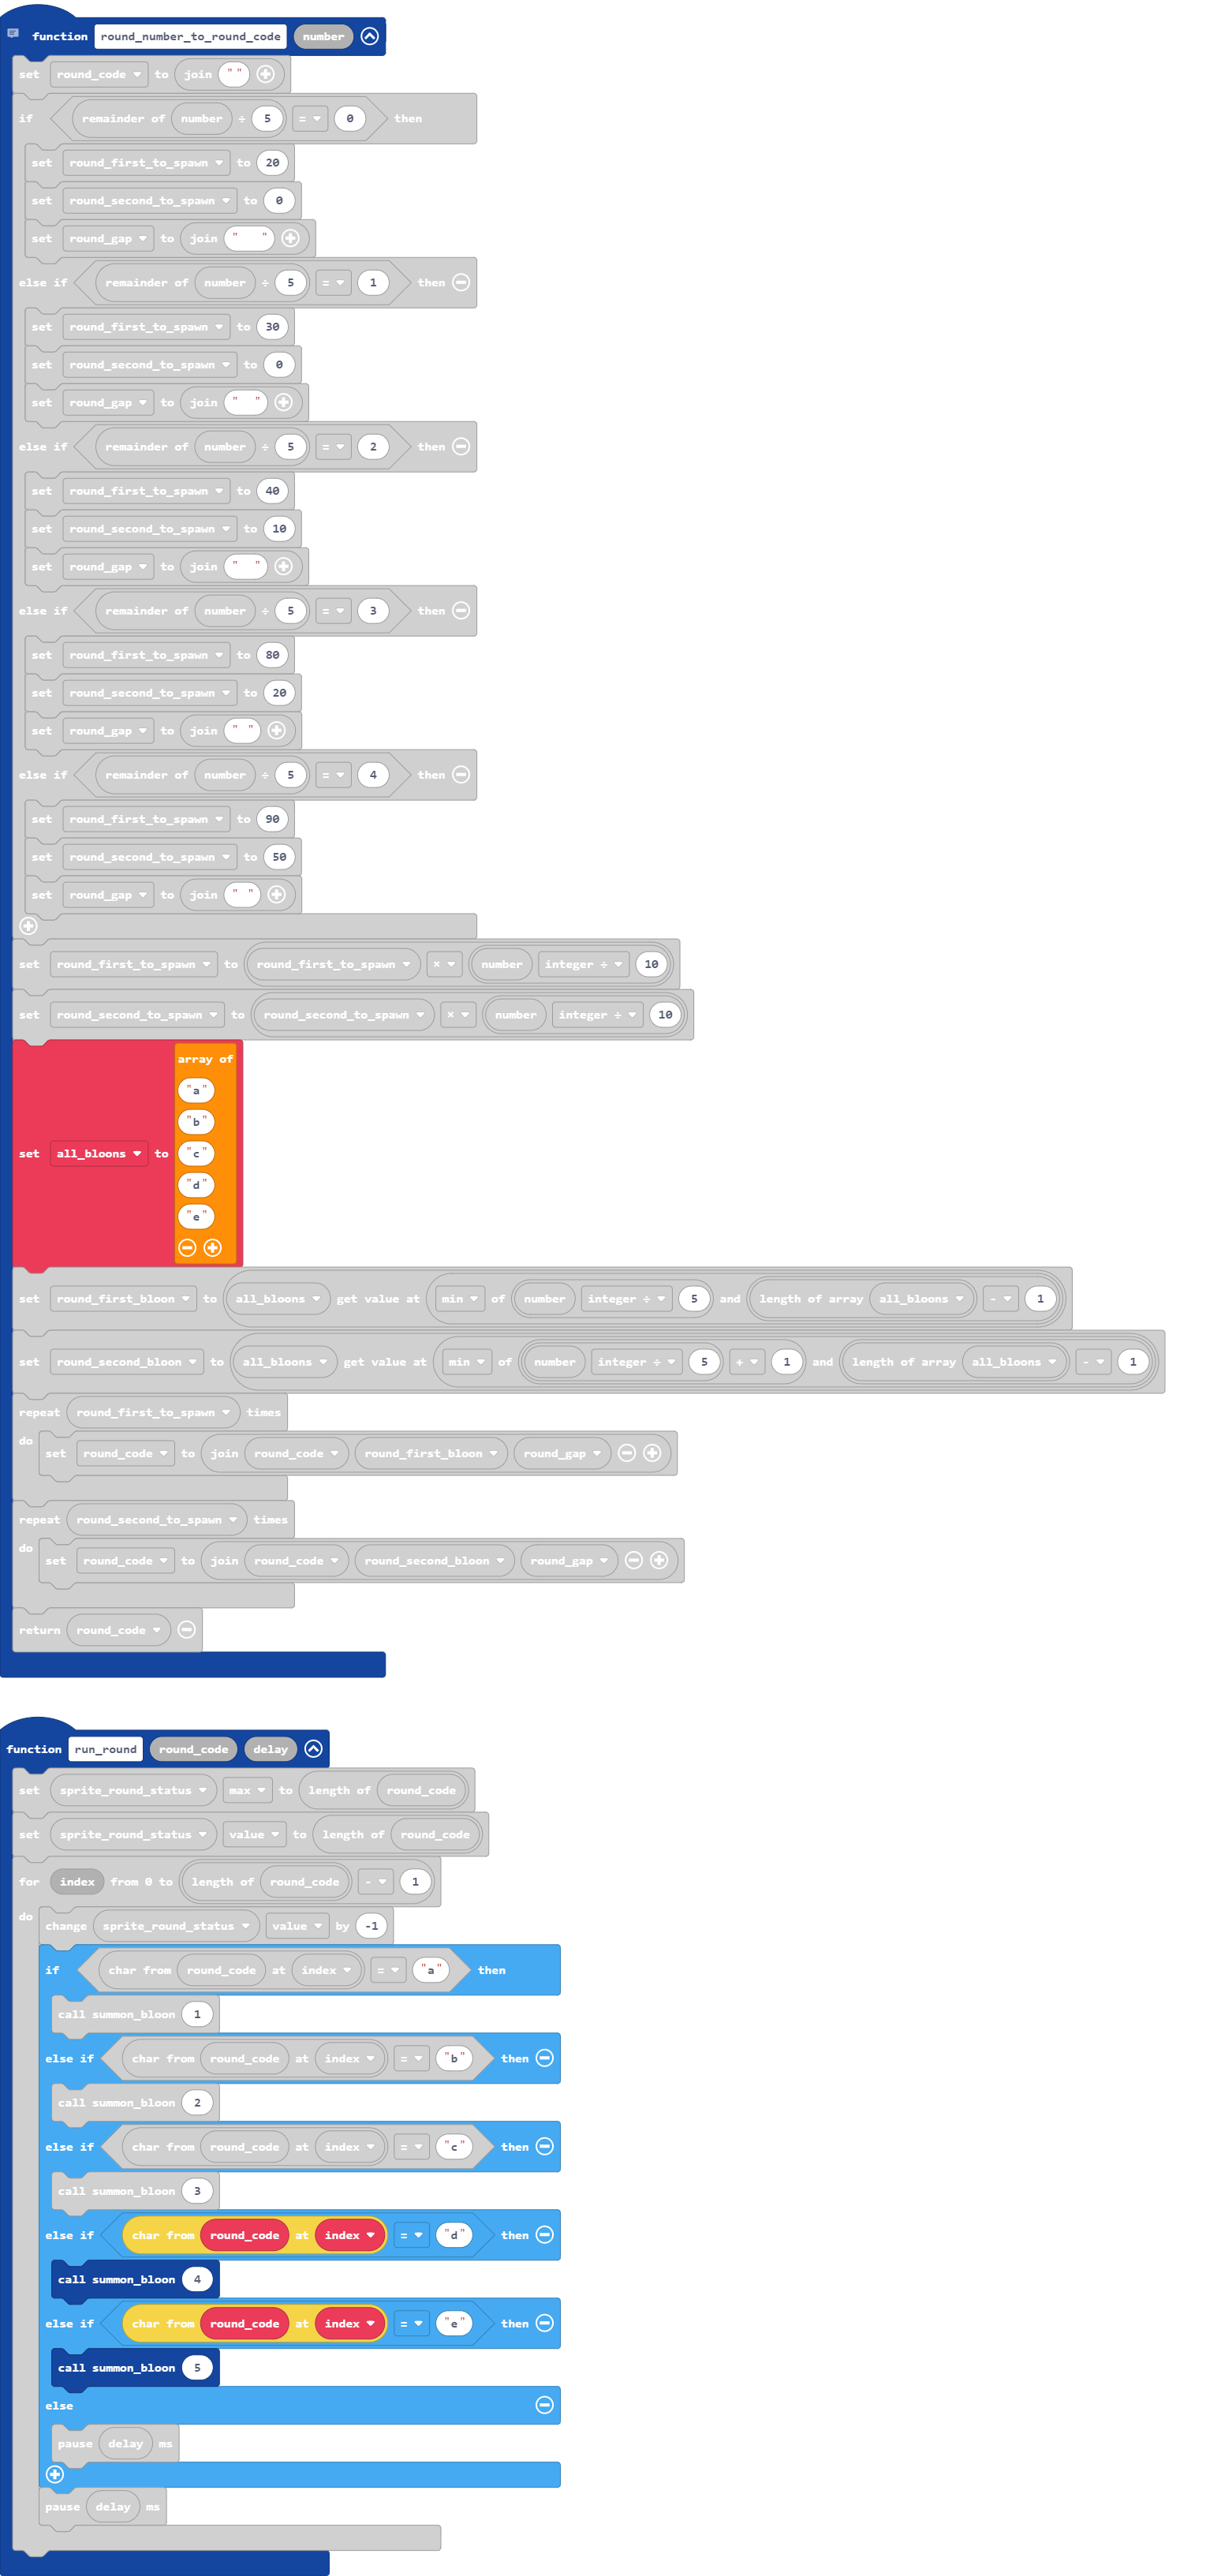 function round_number_to_round_code number
set round_code to join " "
if remainder of number ÷ 5 = 0 then
set round_first_to_spawn to 20
set round_second_to_spawn to 0
set round_gap to join "    "
else if remainder of number ÷ 5 = 1 then
set round_first_to_spawn to 30
set round_second_to_spawn to 0
set round_gap to join "   "
else if remainder of number ÷ 5 = 2 then
set round_first_to_spawn to 40
set round_second_to_spawn to 10
set round_gap to join "   "
else if remainder of number ÷ 5 = 3 then
set round_first_to_spawn to 80
set round_second_to_spawn to 20
set round_gap to join "  "
else if remainder of number ÷ 5 = 4 then
set round_first_to_spawn to 90
set round_second_to_spawn to 50
set round_gap to join "  "
set round_first_to_spawn to round_first_to_spawn × number integer ÷ 10
set round_second_to_spawn to round_second_to_spawn × number integer ÷ 10
array of
"a"
"b"
set all_bloons to "c"
"d"
"e"
set round_first_bloon to all_bloons get value at min of number integer ÷ 5 and length of array all_bloons - 1
set round_second_bloon to all_bloons get value at min of number integer ÷ 5 + 1 and length of array all_bloons - 1
repeat round_first_to_spawn times
do set round_code to join round_code round_first_bloon round_gap
repeat round_second_to_spawn times
do set round_code to join round_code round_second_bloon round_gap
return round_code
function run_round round_code delay
set sprite_round_status max to length of round_code
set sprite_round_status value to length of round_code
for index from 0 to length of round_code - 1
do change sprite_round_status value by -1
if char from round_code at index = "a" then
call summon_bloon 1
else if char from round_code at index = "b" then
call summon_bloon 2
else if char from round_code at index = "c" then
call summon_bloon 3
else if char from round_code at index = "d" then
call summon_bloon 4
else if char from round_code at index = "e" then
call summon_bloon 5
else
pause delay ms
pause delay ms